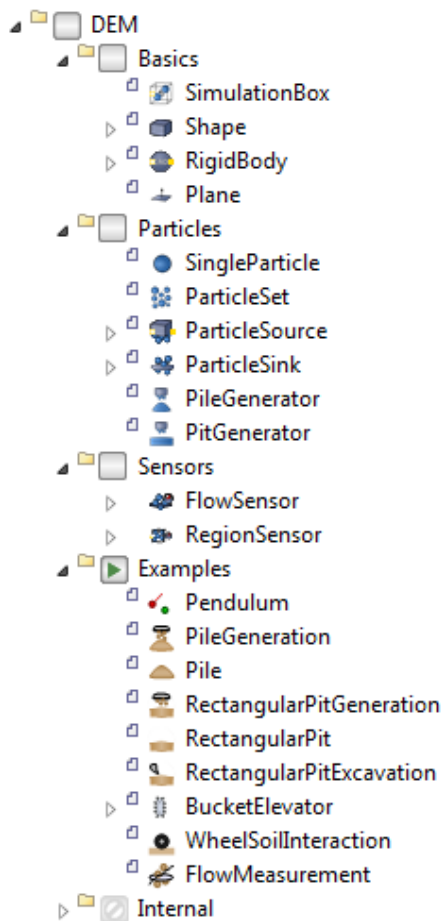 DEM
Basics
SimulationBox
Shape
RigidBody
Plane
Particles
SingleParticle
ParticleSet
ParticleSource
ParticleSink
PileGenerator
PitGenerator
Sensors
FlowSensor
RegionSensor
Examples
Pendulum
PileGeneration
Pile
RectangularPitGeneration
RectangularPit
RectangularPitExcavation
BucketElevator
WheelSoilInteraction
FlowMeasurement
Internal